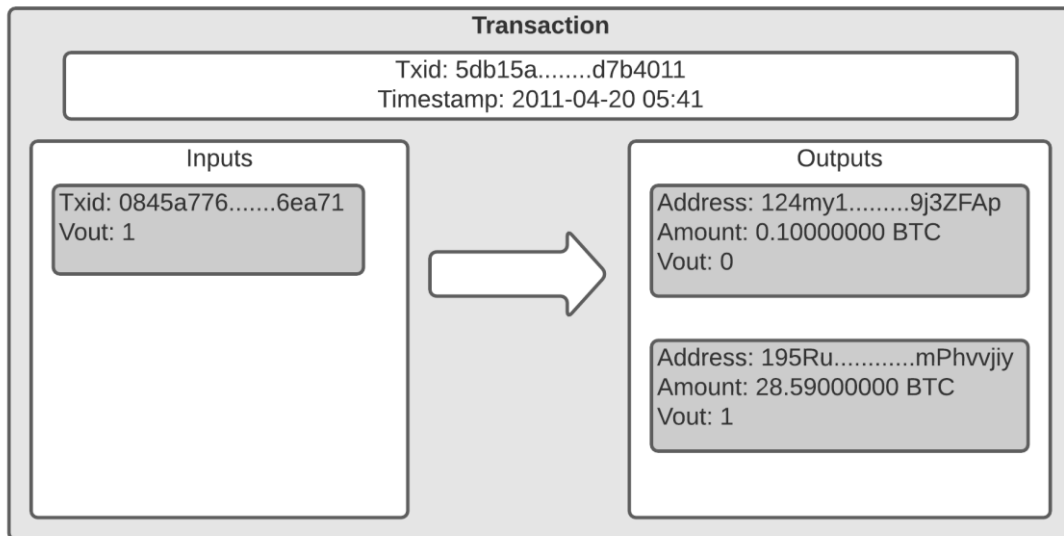 Transaction
Txid: 5db15a........d7b4011
Timestamp: 2011-04-20 05:41
Inputs
Txid: 0845a776.......6ea71
Vout: 1
Outputs
Address: 124my1.........9j3ZFAp
Amount: 0.10000000 BTC
Vout: 0
Address: 195Ru............mPhvvjiy
Amount: 28.59000000 BTC
Vout: 1